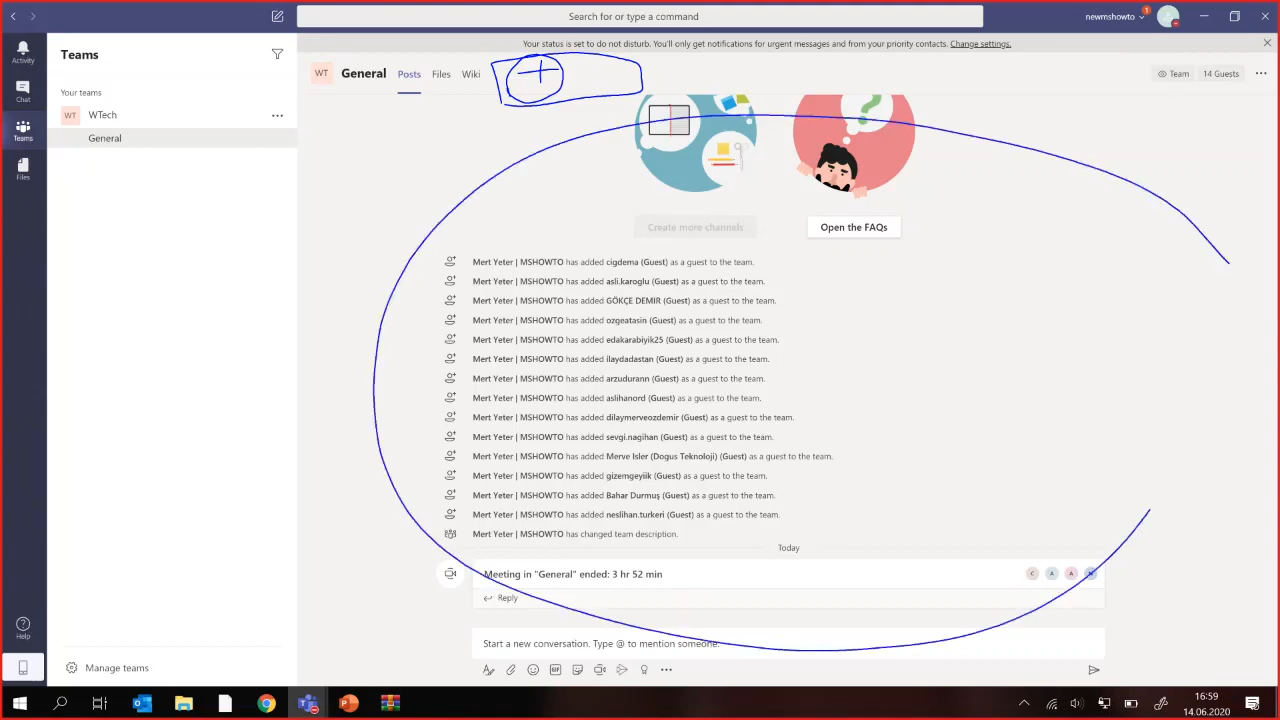 Search for or type a command
newmshowto
1
Your status is set to do not disturb. You'll only get notifications for urgent messages and from your priority contacts. Change settings.
Activity
Chat
Teams
Files
Help
Teams
Your teams
WT
WTech
General
Manage teams
WT
General
Posts
Files
Wiki
Team
14 Guests
Create more channels
Open the FAQs
Mert Yeter | MSHOWTO has added cigdema (Guest) as a guest to the team.
Mert Yeter | MSHOWTO has added asli.karoglu (Guest) as a guest to the team.
Mert Yeter | MSHOWTO has added GÖKÇE DEMIR (Guest) as a guest to the team.
Mert Yeter | MSHOWTO has added ozgeatasin (Guest) as a guest to the team.
Mert Yeter | MSHOWTO has added edakarabiyik25 (Guest) as a guest to the team.
Mert Yeter | MSHOWTO has added ilaydadastan (Guest) as a guest to the team.
Mert Yeter | MSHOWTO has added arzudurann (Guest) as a guest to the team.
Mert Yeter | MSHOWTO has added aslihanord (Guest) as a guest to the team.
Mert Yeter | MSHOWTO has added dilaymerveozdemir (Guest) as a guest to the team.
Mert Yeter | MSHOWTO has added sevgi.nagihan (Guest) as a guest to the team.
Mert Yeter | MSHOWTO has added Merve Isler (Dogus Teknoloji) (Guest) as a guest to the team.
Mert Yeter | MSHOWTO has added gizemgeyiik (Guest) as a guest to the team.
Mert Yeter | MSHOWTO has added Bahar Durmuş (Guest) as a guest to the team.
Mert Yeter | MSHOWTO has added neslihan.turkeri (Guest) as a guest to the team.
Mert Yeter | MSHOWTO has changed team description.
Today
Meeting in "General" ended: 3 hr 52 min
C A A
Reply
Start a new conversation. Type @ to mention someone.
GIF
16:59
14.06.2020